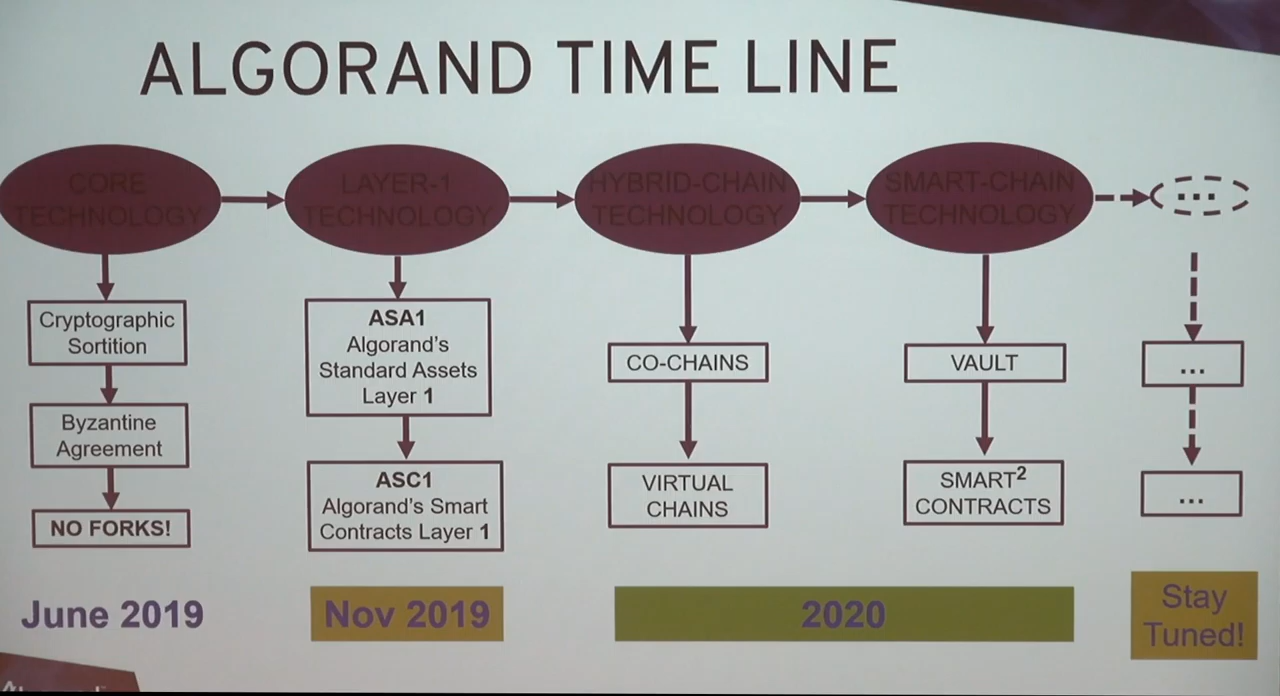 ALGORAND TIME LINE
CORE
TECHNOLOGY
LAYER-1
TECHNOLOGY
HYBRID-CHAIN
TECHNOLOGY
SMART-CHAIN
TECHNOLOGY
...
Cryptographic
Sortition
Byzantine
Agreement
NO FORKS!
ASA1
Algorand's
Standard Assets
Layer 1
ASC1
Algorand's Smart
Contracts Layer 1
CO-CHAINS
VIRTUAL
CHAINS
VAULT
SMART²
CONTRACTS
...
...
June 2019
Nov 2019
2020
Stay
Tuned!